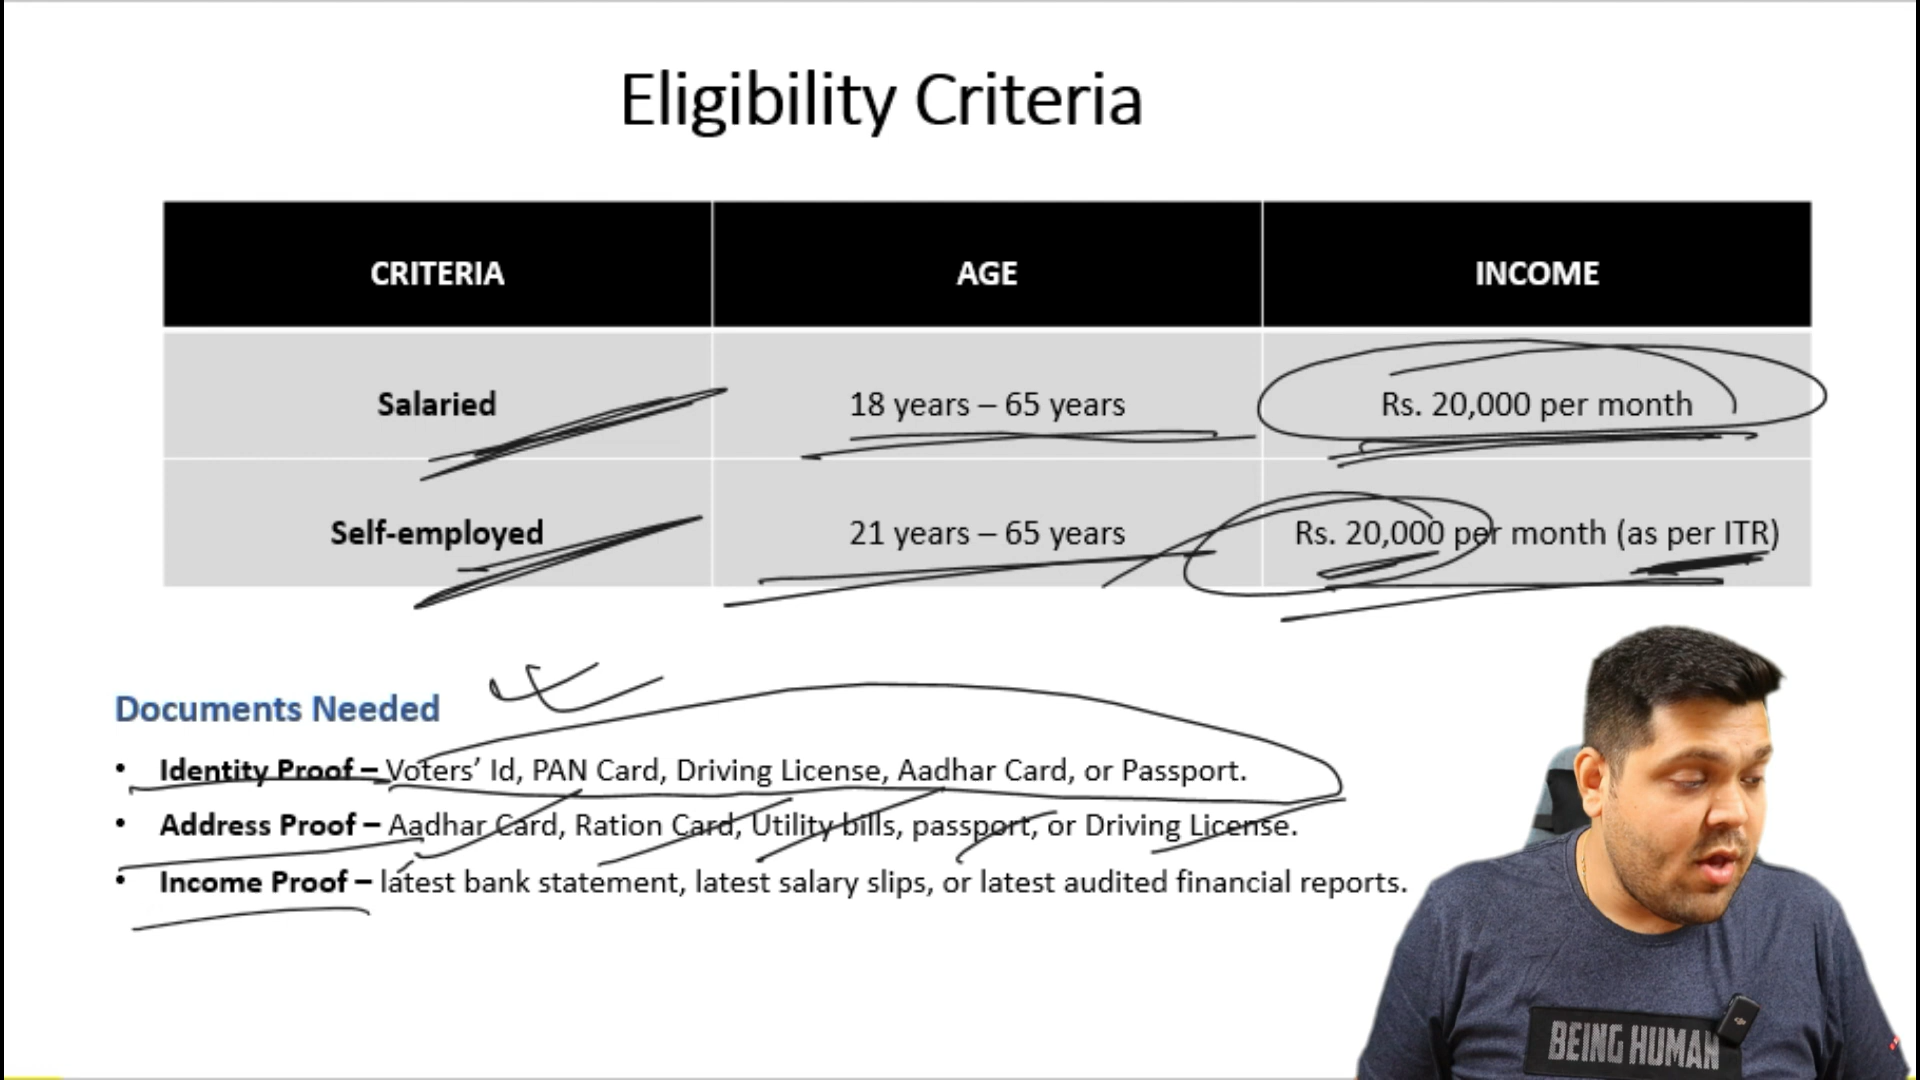 Eligibility Criteria
CRITERIA AGE INCOME
Salaried 18 years – 65 years Rs. 20,000 per month
Self-employed 21 years – 65 years Rs. 20,000 per month (as per ITR)
Documents Needed
• Identity Proof – Voters’ Id, PAN Card, Driving License, Aadhar Card, or Passport.
• Address Proof – Aadhar Card, Ration Card, Utility bills, passport, or Driving License.
• Income Proof – latest bank statement, latest salary slips, or latest audited financial reports.
BEING HUMAN